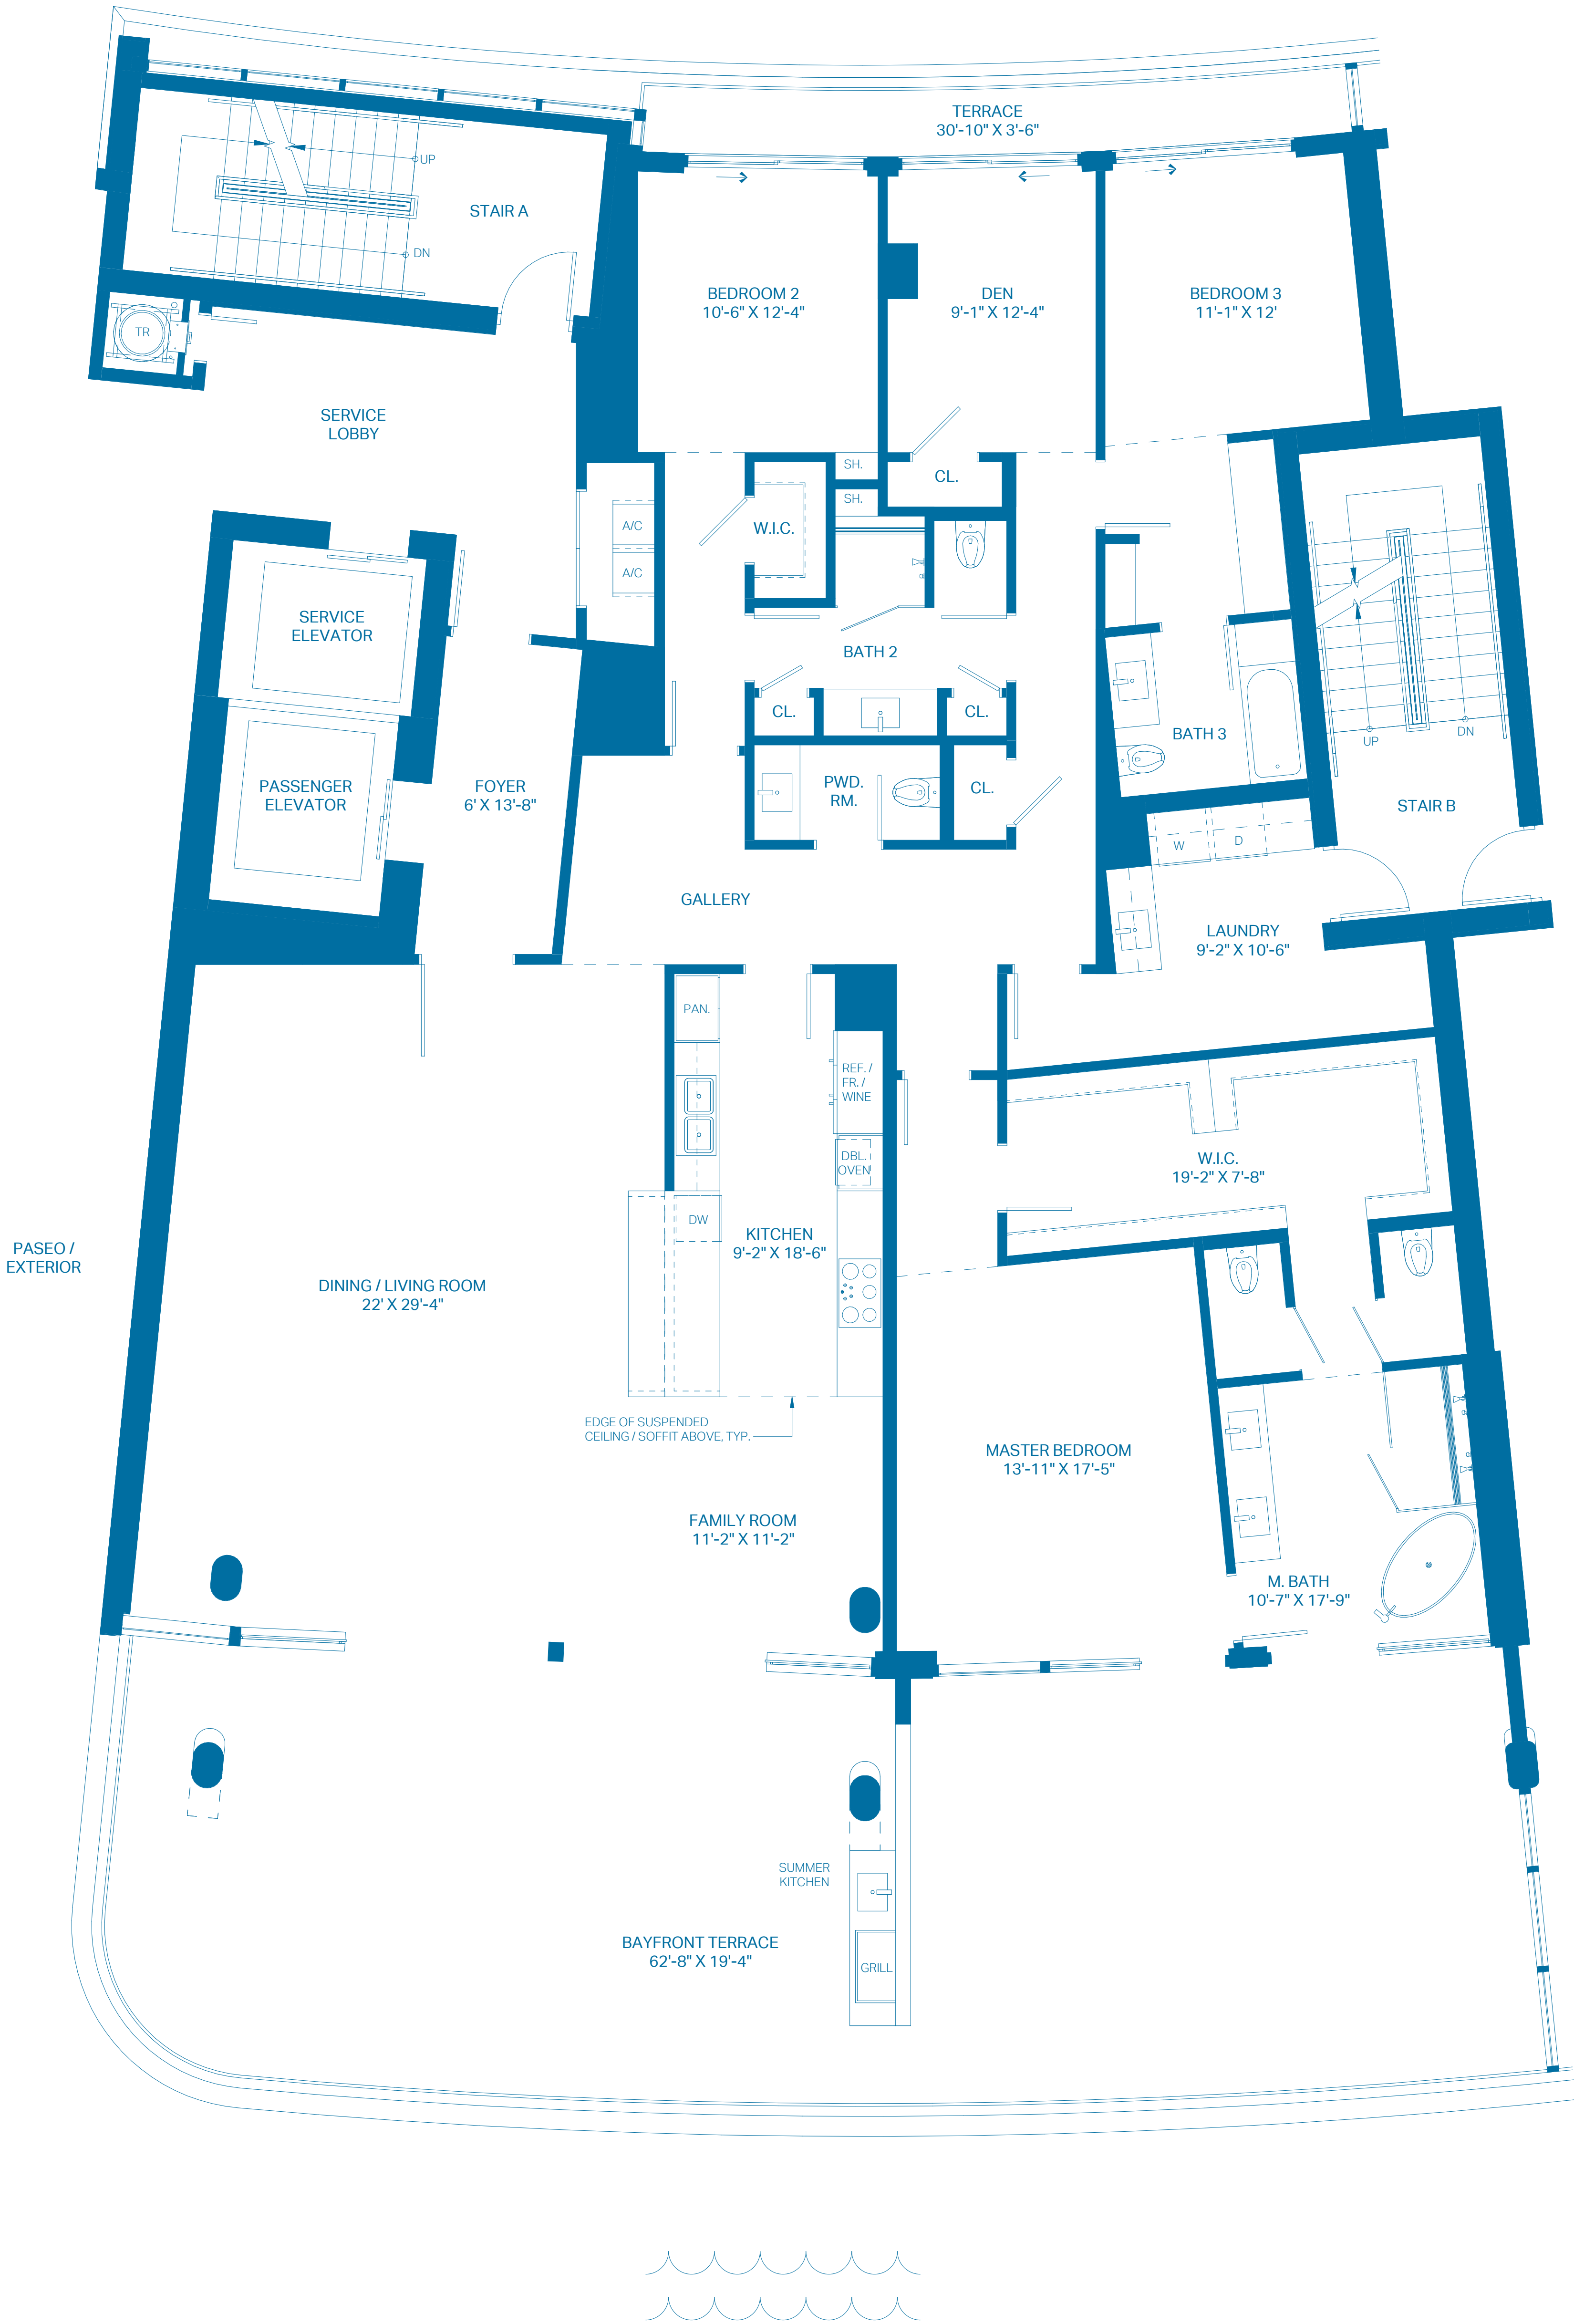 TERRACE
30'-10" X 3'-6"
UP
STAIR A
DN
BEDROOM 2
10'-6" X 12'-4"
DEN
9'-1" X 12'-4"
BEDROOM 3
11'-1" X 12'
TR
SERVICE
LOBBY
SH.
CL.
SH.
A/C
W.I.C.
A/C
SERVICE
ELEVATOR
BATH 2
CL.
CL.
BATH 3
UP
DN
PASSENGER
ELEVATOR
FOYER
6' X 13'-8"
PWD.
RM.
CL.
STAIR B
W
D
GALLERY
LAUNDRY
9'-2" X 10'-6"
PAN.
REF. /
FR. /
WINE
DBL.
OVEN
W.I.C.
19'-2" X 7'-8"
DW
KITCHEN
9'-2" X 18'-6"
PASEO /
EXTERIOR
DINING / LIVING ROOM
22' X 29'-4"
EDGE OF SUSPENDED
CEILING / SOFFIT ABOVE, TYP.
MASTER BEDROOM
13'-11" X 17'-5"
FAMILY ROOM
11'-2" X 11'-2"
M. BATH
10'-7" X 17'-9"
SUMMER
KITCHEN
BAYFRONT TERRACE
62'-8" X 19'-4"
GRILL